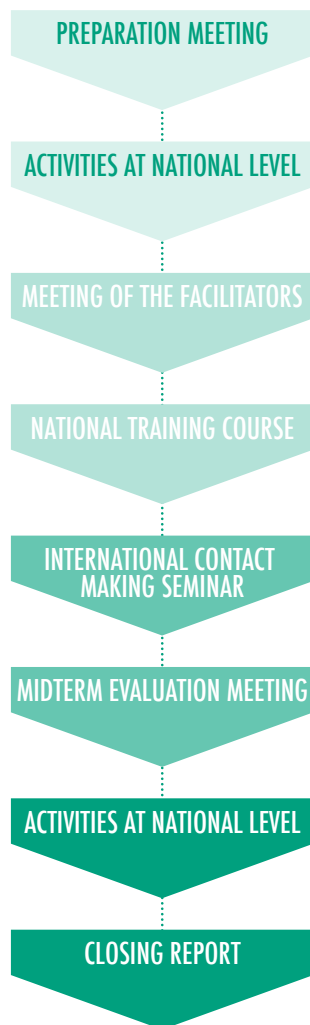 PREPARATION MEETING
ACTIVITIES AT NATIONAL LEVEL
MEETING OF THE FACILITATORS
NATIONAL TRAINING COURSE
INTERNATIONAL CONTACT
MAKING SEMINAR
MIDTERM EVALUATION MEETING
ACTIVITIES AT NATIONAL LEVEL
CLOSING REPORT